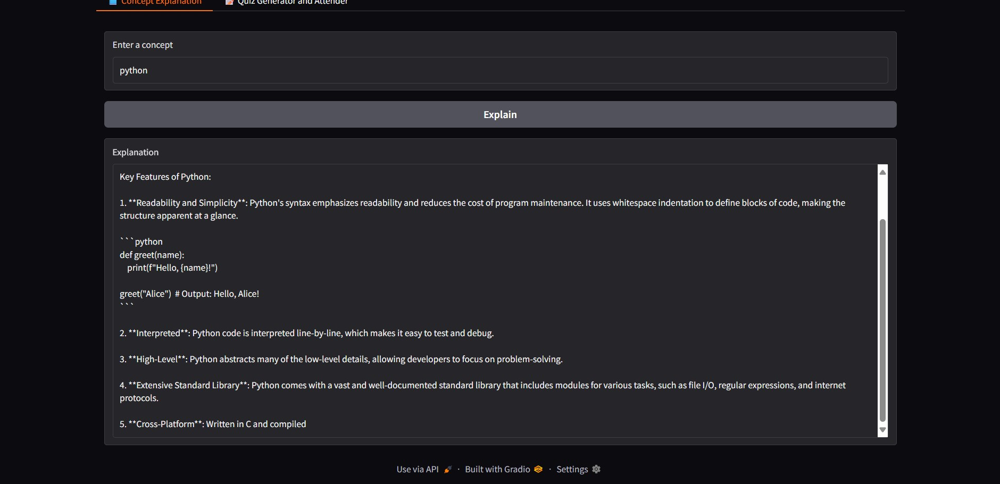 Concept Explanation
Quiz Generator and Attender
Enter a concept
python
Explain
Explanation
Key Features of Python:
1. **Readability and Simplicity**: Python's syntax emphasizes readability and reduces the cost of program maintenance. It uses whitespace indentation to define blocks of code, making the
structure apparent at a glance.
```python
def greet(name):
    print(f"Hello, {name}!")
greet("Alice")  # Output: Hello, Alice!
```
2. **Interpreted**: Python code is interpreted line-by-line, which makes it easy to test and debug.
3. **High-Level**: Python abstracts many of the low-level details, allowing developers to focus on problem-solving.
4. **Extensive Standard Library**: Python comes with a vast and well-documented standard library that includes modules for various tasks, such as file I/O, regular expressions, and internet
protocols.
5. **Cross-Platform**: Written in C and compiled
Use via API · Built with Gradio · Settings